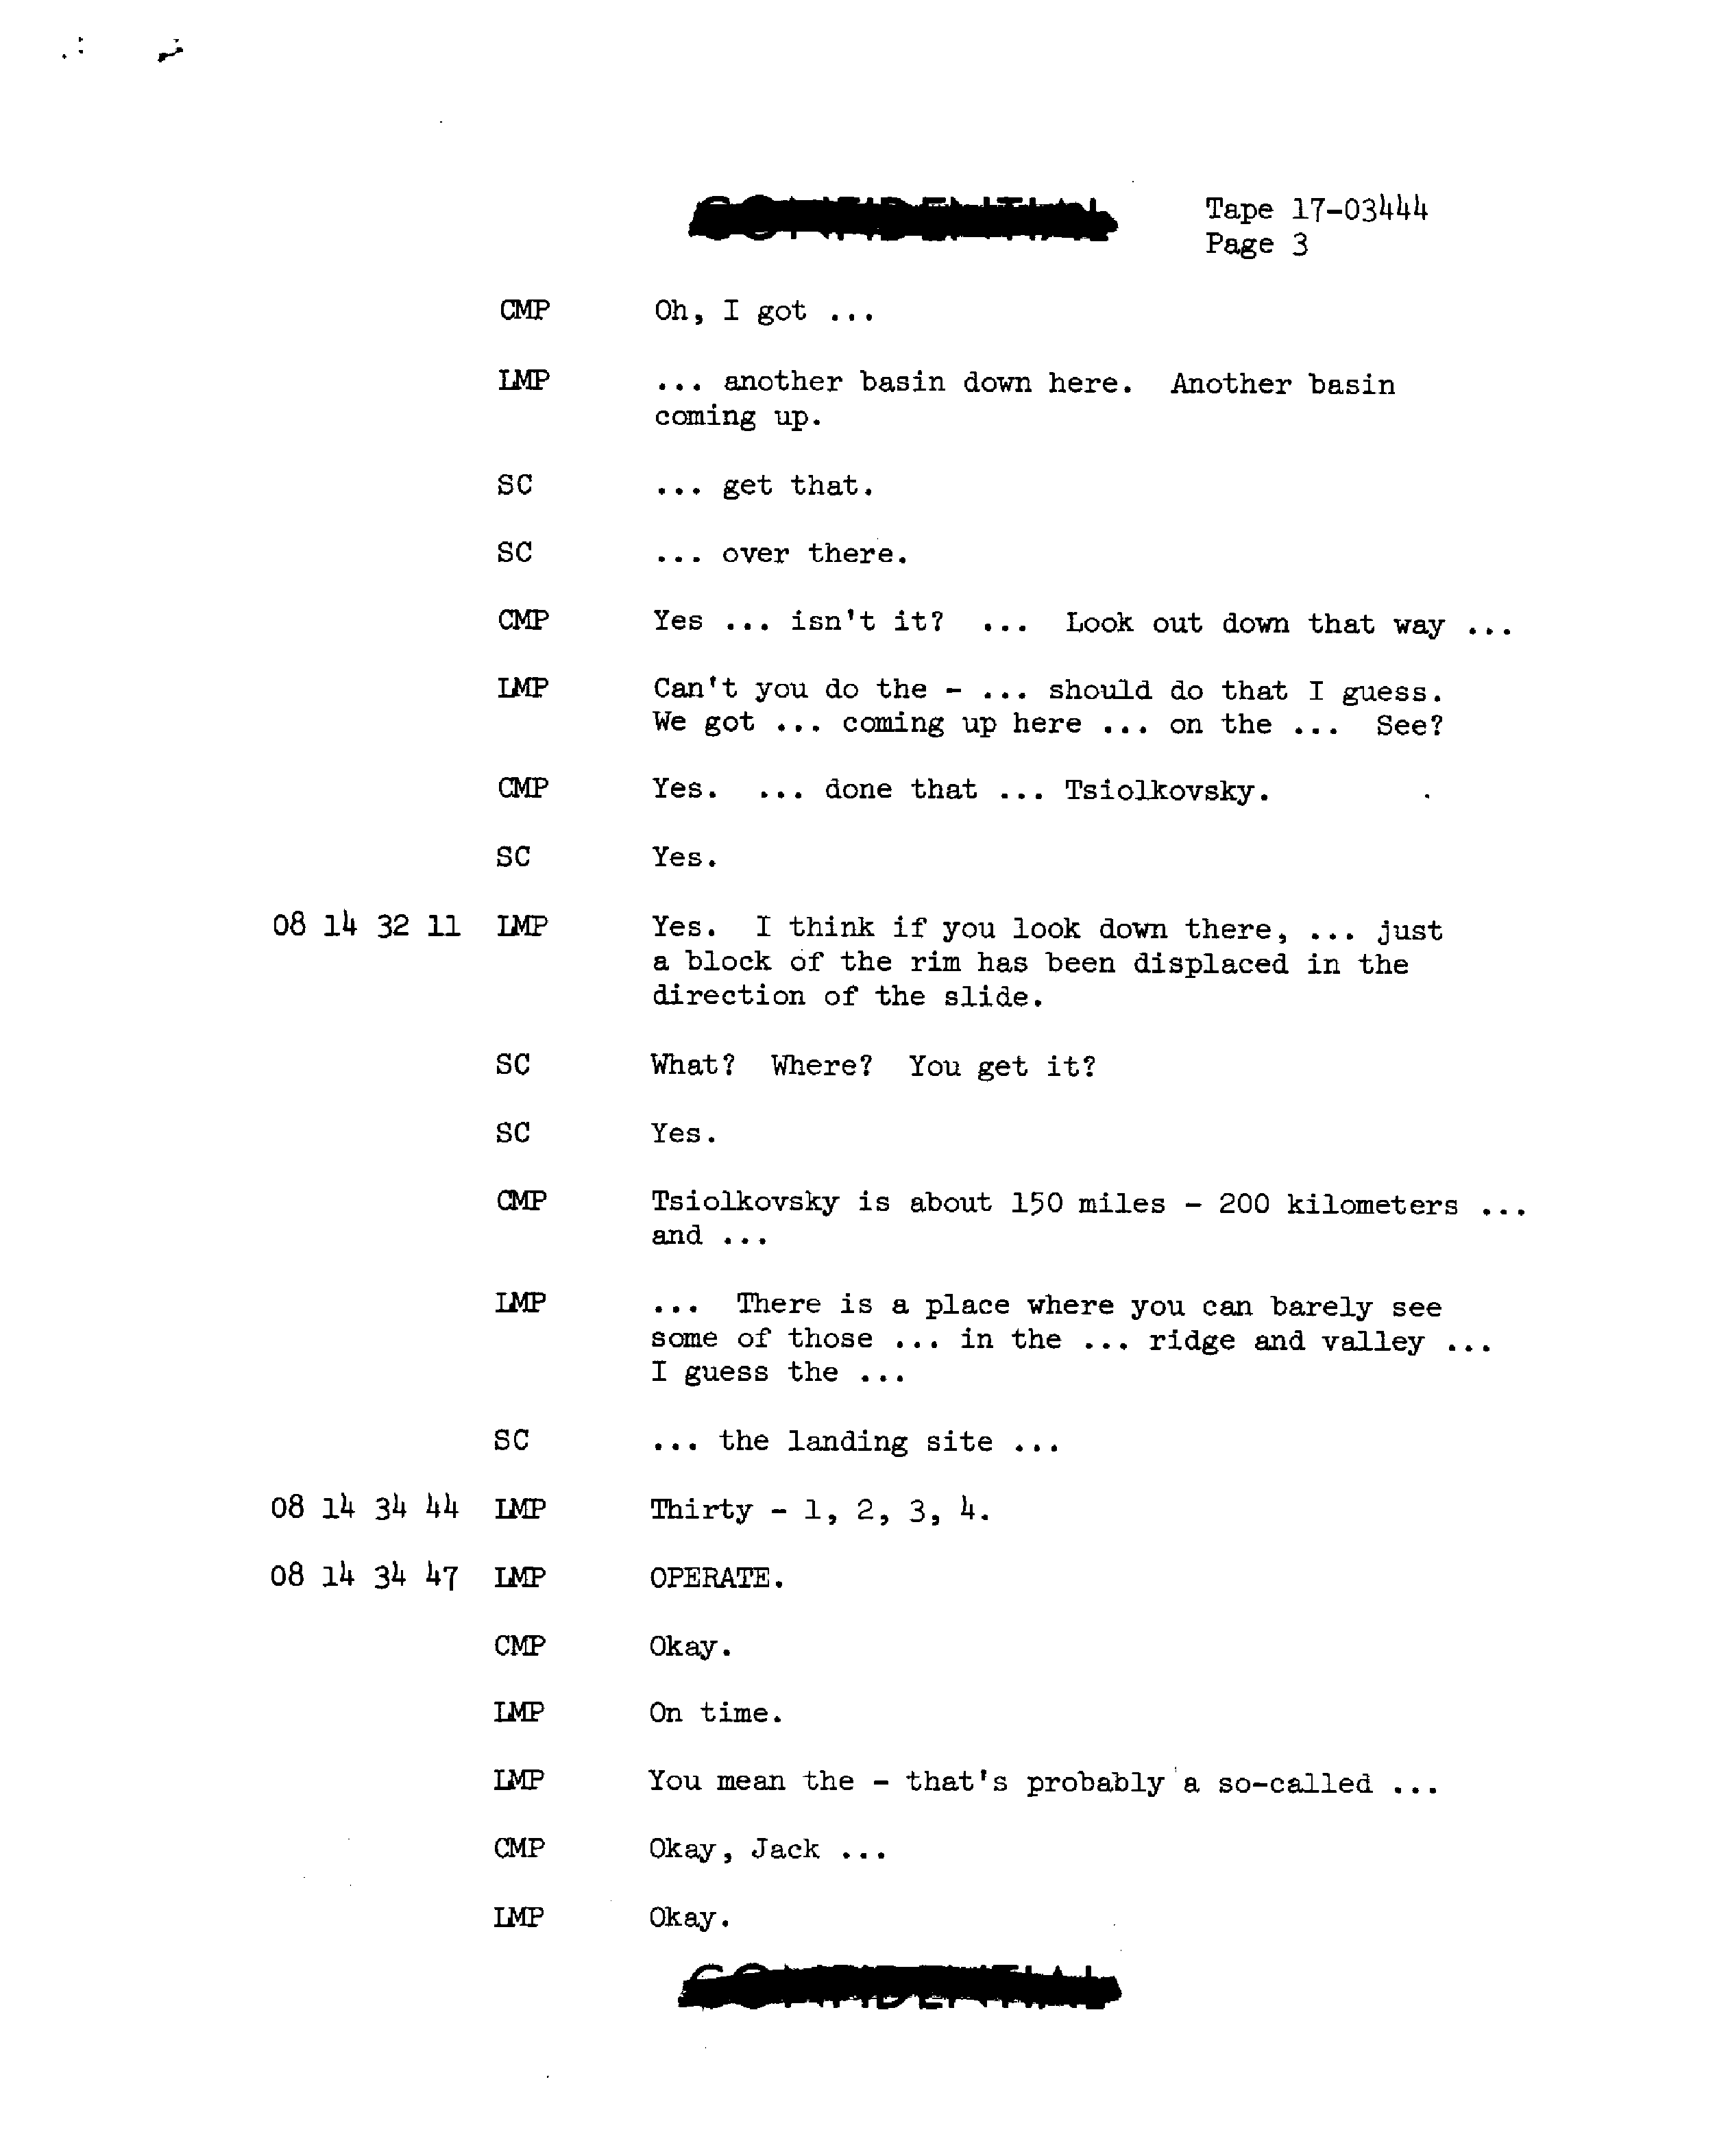 CONFIDENTIAL
Tape 17-03444
Page 3
CMP Oh, I got ...
LMP ... another basin down here. Another basin
coming up.
SC ... get that.
SC ... over there.
CMP Yes ... isn't it? ... Look out down that way ...
LMP Can't you do the - ... should do that I guess.
We got ... coming up here ... on the ... See?
CMP Yes. ... done that ... Tsiolkovsky.
SC Yes.
08 14 32 11 LMP Yes. I think if you look down there, ... just
a block of the rim has been displaced in the
direction of the slide.
SC What? Where? You get it?
SC Yes.
CMP Tsiolkovsky is about 150 miles - 200 kilometers ...
and ...
LMP ... There is a place where you can barely see
some of those ... in the ... ridge and valley ...
I guess the ...
SC ... the landing site ...
08 14 34 44 LMP Thirty - 1, 2, 3, 4.
08 14 34 47 LMP OPERATE.
CMP Okay.
LMP On time.
LMP You mean the - that's probably a so-called ...
CMP Okay, Jack ...
LMP Okay.
CONFIDENTIAL